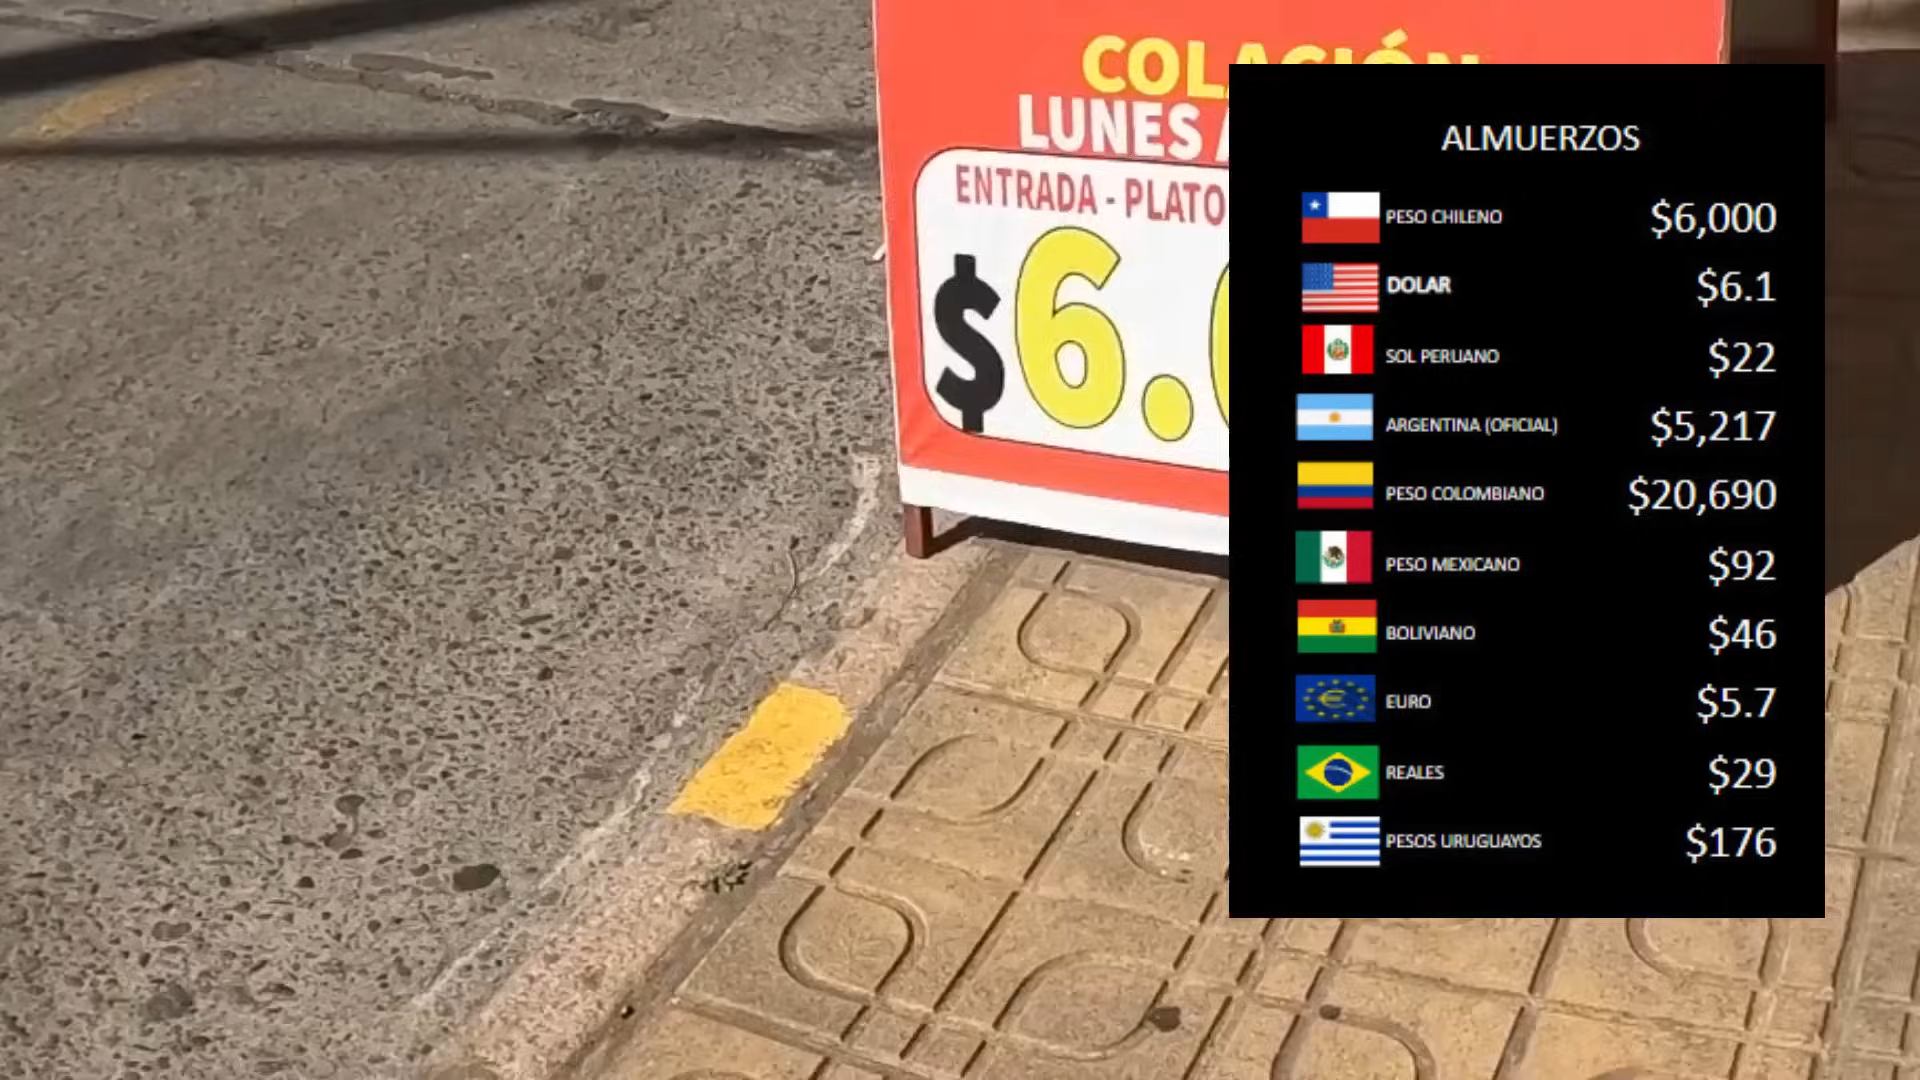 COLACIÓN
LUNES
ENTRADA - PLATO
$6.
ALMUERZOS
PESO CHILENO $6,000
DOLAR $6.1
SOL PERUANO $22
ARGENTINA (OFICIAL) $5,217
PESO COLOMBIANO $20,690
PESO MEXICANO $92
BOLIVIANO $46
EURO $5.7
REALES $29
PESOS URUGUAYOS $176